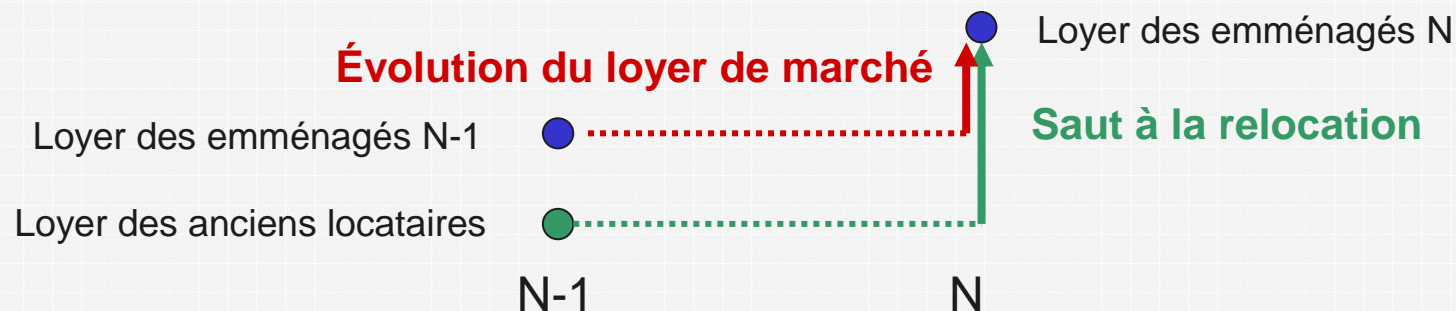 Loyer des emménagés N
Évolution du loyer de marché
Loyer des emménagés N-1
Saut à la relocation
Loyer des anciens locataires
N-1
N